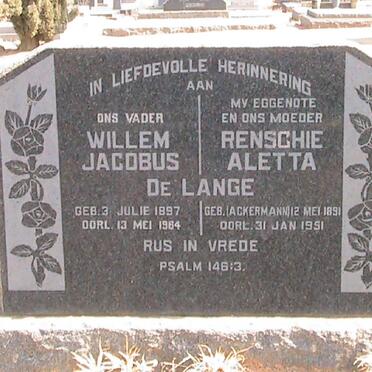 IN LIEFDEVOLLE HERINNERING
AAN
ONS VADER
WILLEM
JACOBUS
MY EGGENOTE
EN ONS MOEDER
RENSCHIE
ALETTA
DE LANGE
GEB. 3. JULIE 1897
OORL. 13 MEI 1984
GEB. (ACKERMANN) 12 MEI 1891
OORL. 31 JAN 1951
RUS IN VREDE
PSALM 146:3.